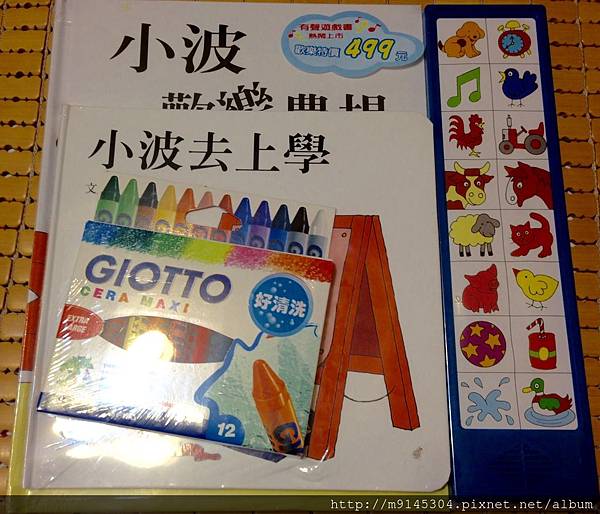 小波
有聲遊戲書
熱鬧上市
歡樂特價 499 元
歡樂農場
小波去上學
文
GIOTTO
CERA MAXI
EXTRA
LARGE
好清洗
12
http://m9145304.pixnet.net/album